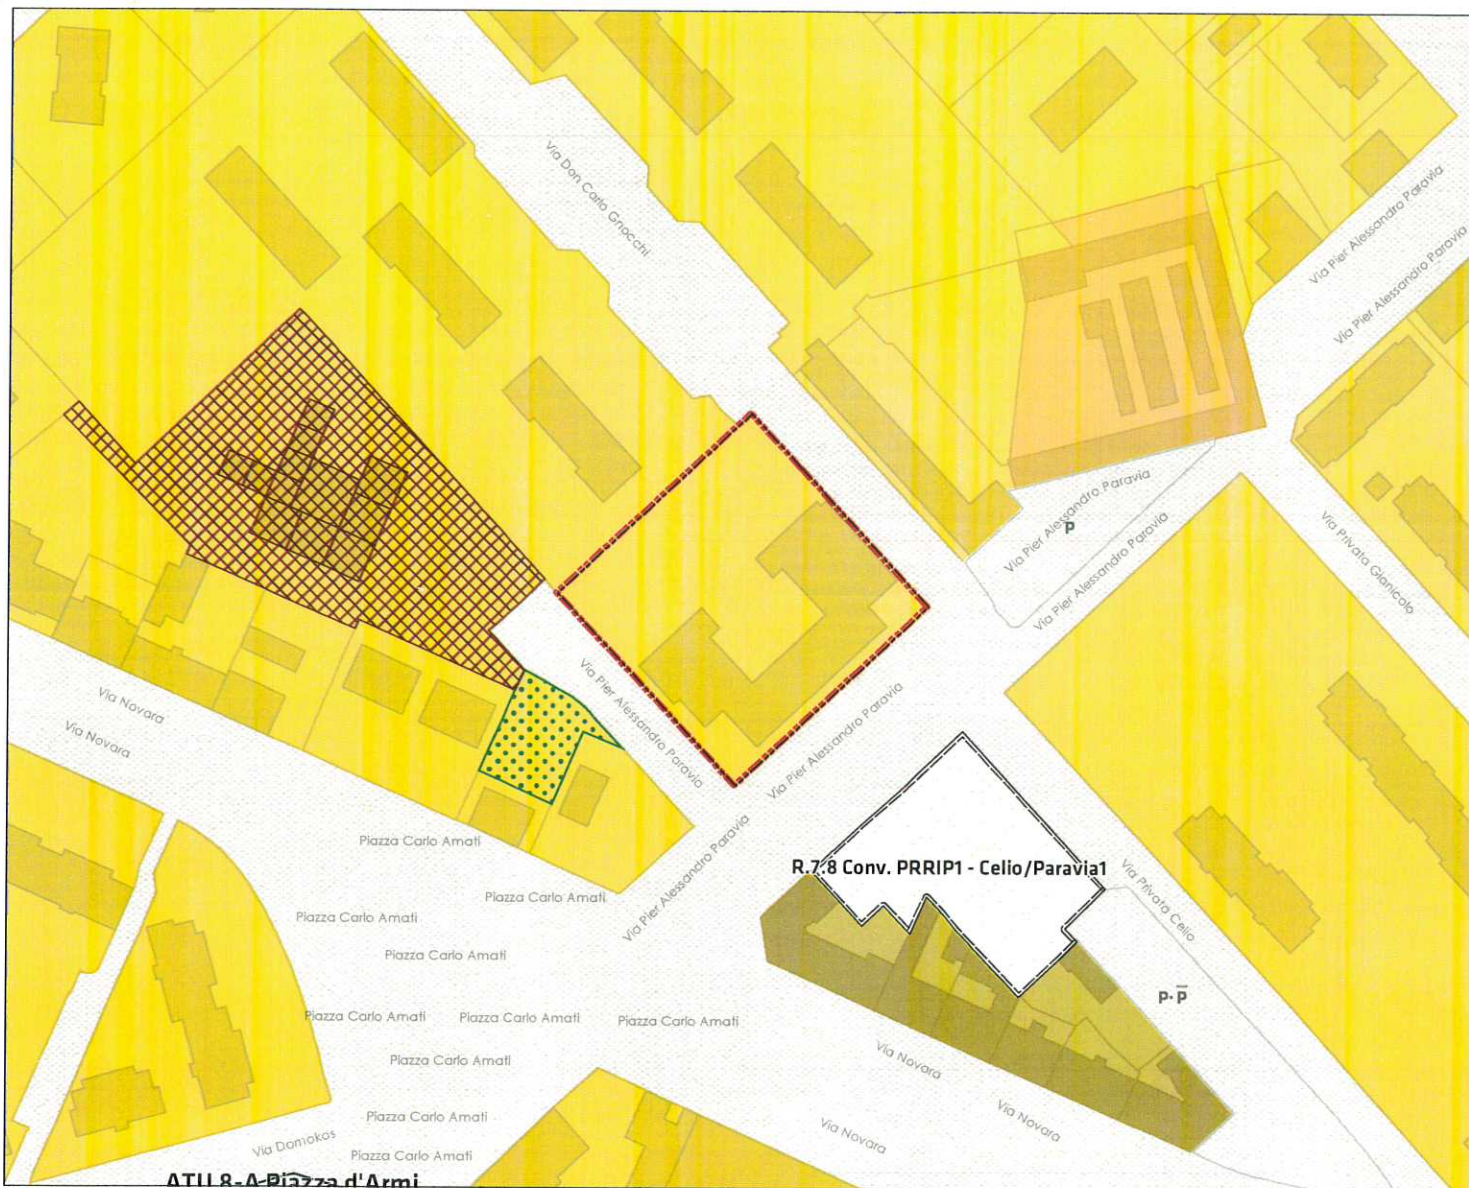 Via Don Carlo Gnocchi
Via Pier Alessandro Paravia
Via Pier Alessandro Paravia
Via Pier Alessandro Paravia
P
Via Pier Alessandro Paravia
Via Privata Gianicolo
Via Novara
Via Novara
Via Pier Alessandro Paravia
Via Pier Alessandro Paravia
Via Pier Alessandro Paravia
Piazza Carlo Amati
R.7.8 Conv. PRRIP1 - Celio/Paravia1
Via Privata Celio
Piazza Carlo Amati
Piazza Carlo Amati
Piazza Carlo Amati
P·P̅
Piazza Carlo Amati
Piazza Carlo Amati
Piazza Carlo Amati
Via Novara
Piazza Carlo Amati
Piazza Carlo Amati
Via Novara
Via Novara
Via Domokos
Piazza Carlo Amati
ATU 8-A Piazza d'Armi